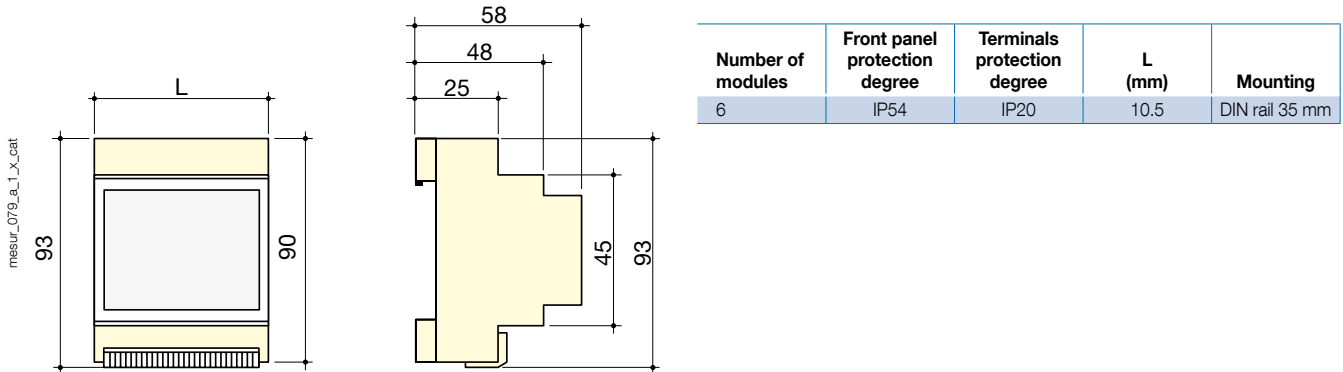 mesur_079_a_1_x_cat
L
93
90
58
48
25
45
93
Number of modules
Front panel protection degree
Terminals protection degree
L (mm)
Mounting
6
IP54
IP20
10.5
DIN rail 35 mm